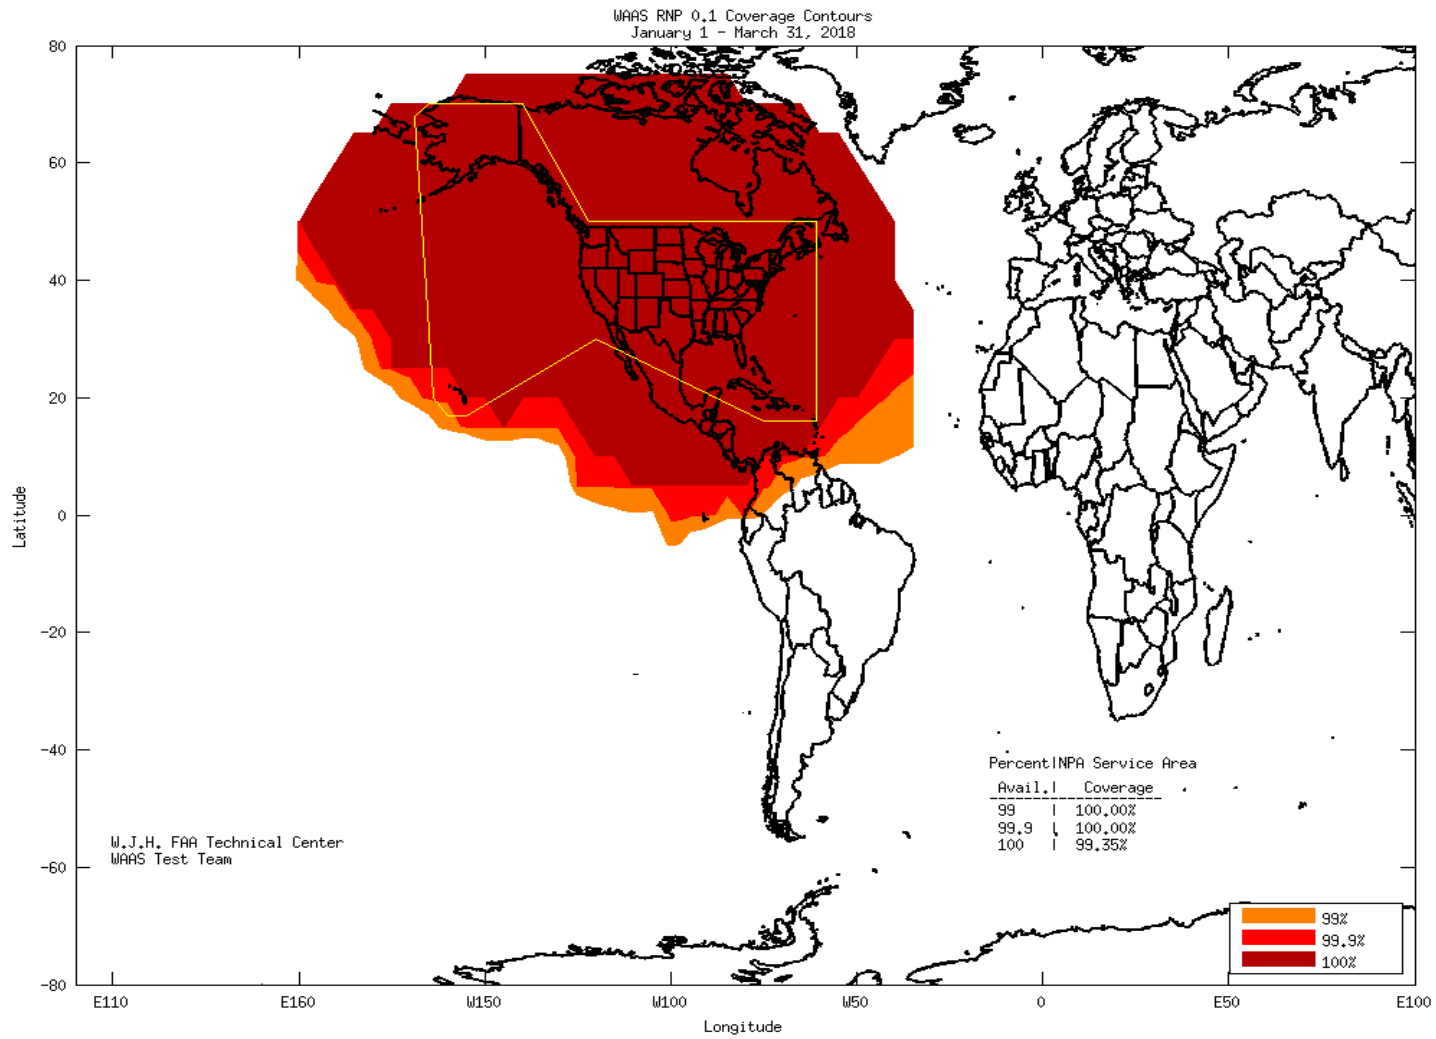 WAAS RNP 0.1 Coverage Contours
January 1 - March 31, 2018
80
60
40
20
0
-20
-40
-60
-80
Latitude
E110 E160 W150 W100 W50 0 E50 E100
Longitude
W.J.H. FAA Technical Center
WAAS Test Team
Percent|NPA Service Area
Avail.| Coverage
99 | 100.00%
99.9 | 100.00%
100 | 99.35%
99%
99.9%
100%